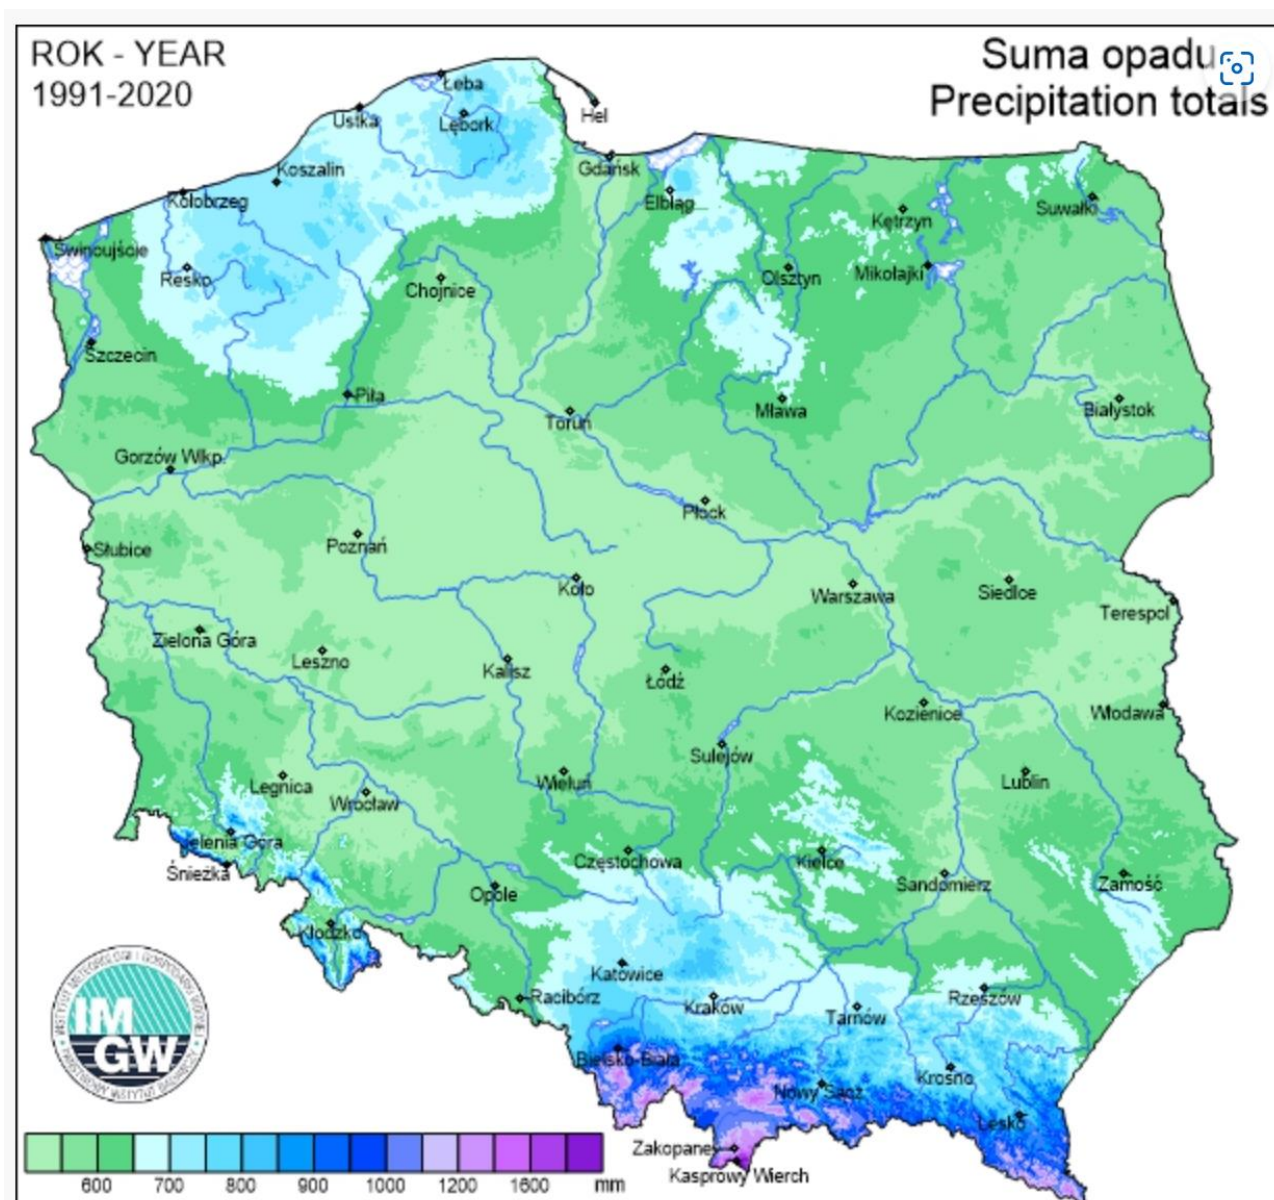 ROK - YEAR
1991-2020
Suma opadu
Precipitation totals
Łeba
Hel
Ustka
Lębork
Gdańsk
Koszalin
Kołobrzeg
Elbląg
Suwałki
Kętrzyn
Świnoujście
Resko
Chojnice
Olsztyn
Mikołajki
Szczecin
Piła
Toruń
Mława
Białystok
Gorzów Wlkp.
Płock
Słubice
Poznań
Koło
Warszawa
Siedlce
Terespol
Zielona Góra
Leszno
Kalisz
Łódź
Kozienice
Włodawa
Sulejów
Legnica
Wrocław
Wieluń
Lublin
Jelenia Góra
Śnieżka
Częstochowa
Kielce
Sandomierz
Zamość
Opole
Kłodzko
Katowice
Racibórz
Kraków
Tarnów
Rzeszów
IM
GW
Bielsko-Biała
Nowy Sącz
Krosno
Lesko
Zakopane
Kasprowy Wierch
600 700 800 900 1000 1200 1600 mm